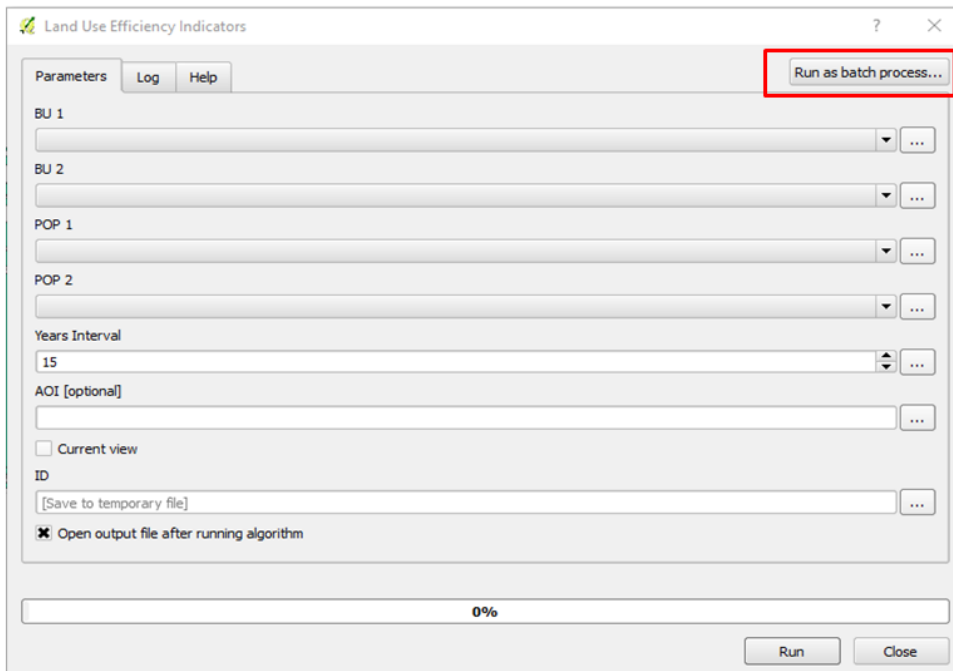 Land Use Efficiency Indicators ?
Parameters Log Help Run as batch process...
BU 1
...
BU 2
...
POP 1
...
POP 2
...
Years Interval
15 ...
AOI [optional]
...
Current view
ID
[Save to temporary file] ...
Open output file after running algorithm
0%
Run Close